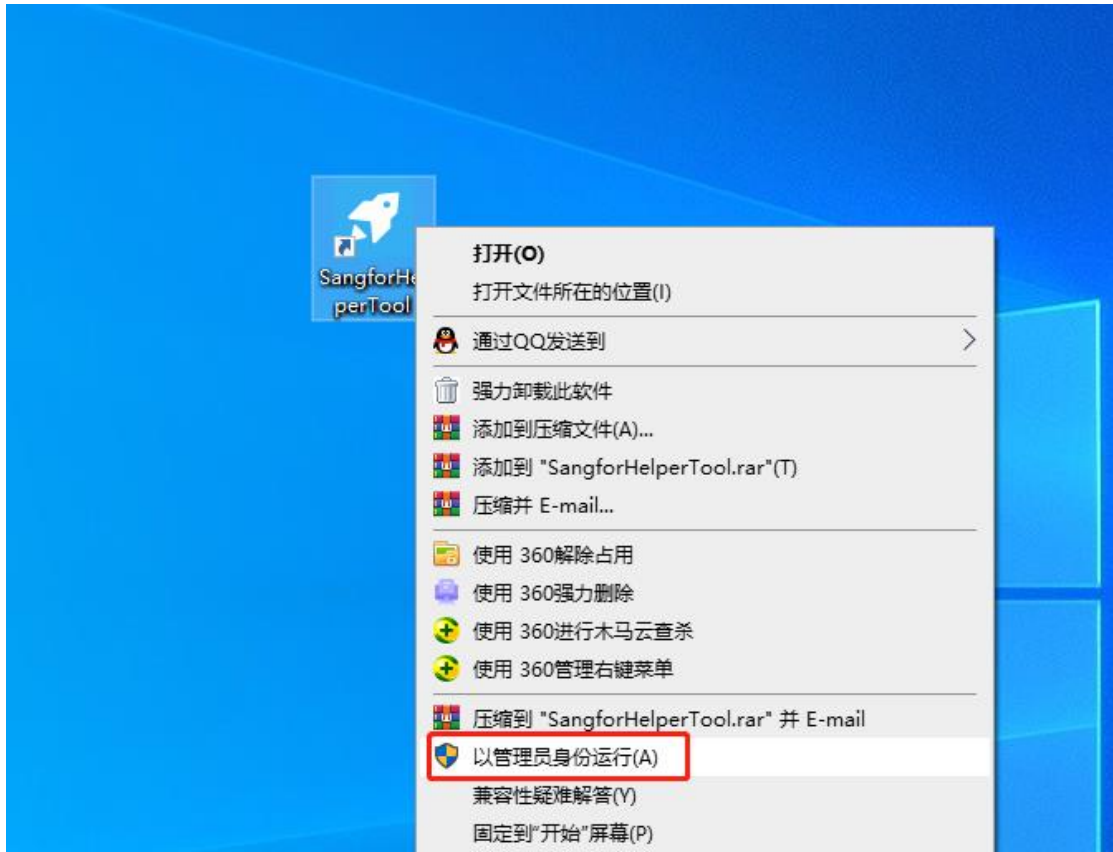 SangforHe
perTool
打开(O)
打开文件所在的位置(I)
通过QQ发送到
强力卸载此软件
添加到压缩文件(A)...
添加到 "SangforHelperTool.rar"(T)
压缩并 E-mail...
使用 360解除占用
使用 360强力删除
使用 360进行木马云查杀
使用 360管理右键菜单
压缩到 "SangforHelperTool.rar" 并 E-mail
以管理员身份运行(A)
兼容性疑难解答(Y)
固定到"开始"屏幕(P)